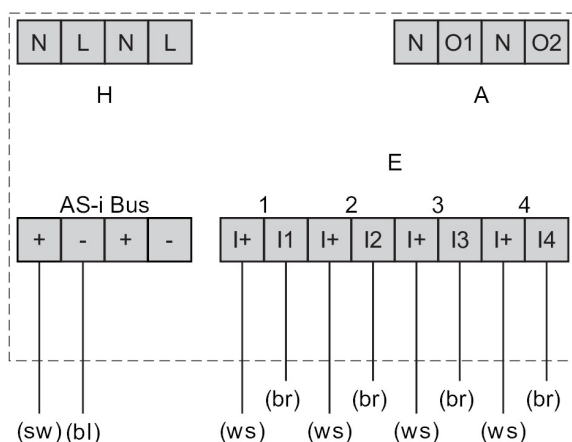 N L N L N O1 N O2
H A
E
AS-i Bus 1 2 3 4
+ - + - I+ I1 I+ I2 I+ I3 I+ I4
(br) (br) (br) (br)
(sw) (bl) (ws) (ws) (ws) (ws)